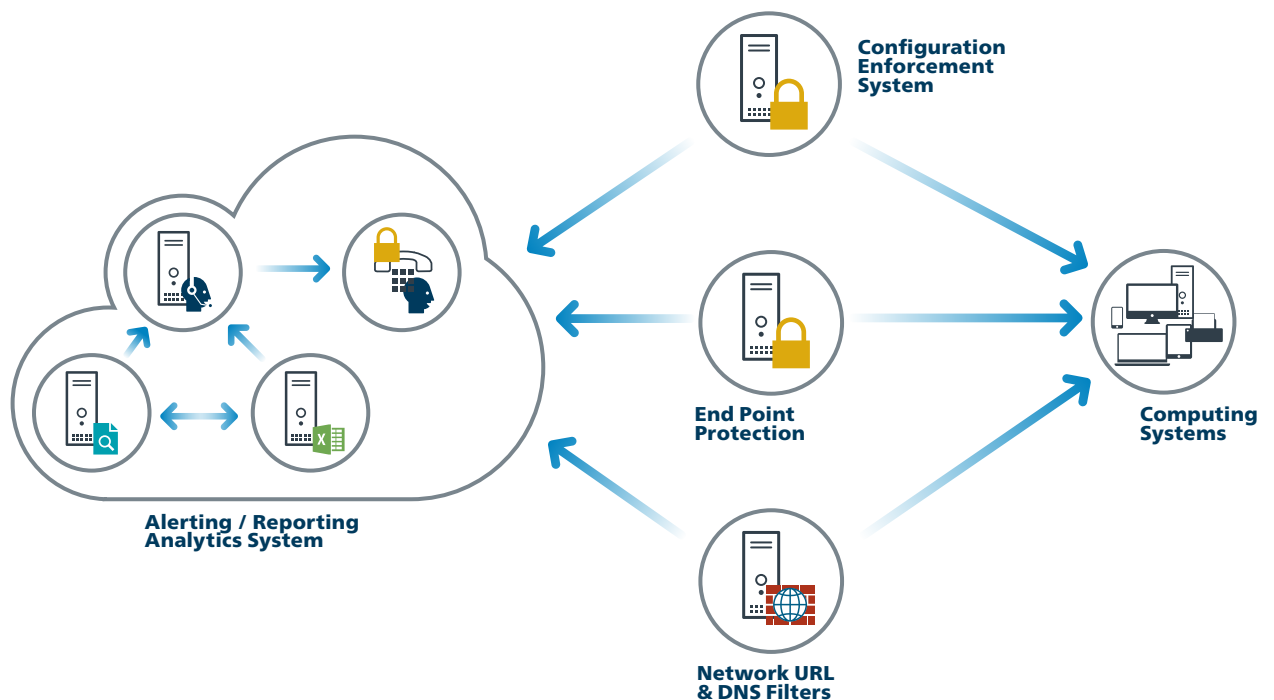 Configuration
Enforcement
System
End Point
Protection
Computing
Systems
Alerting / Reporting
Analytics System
X
Network URL
& DNS Filters